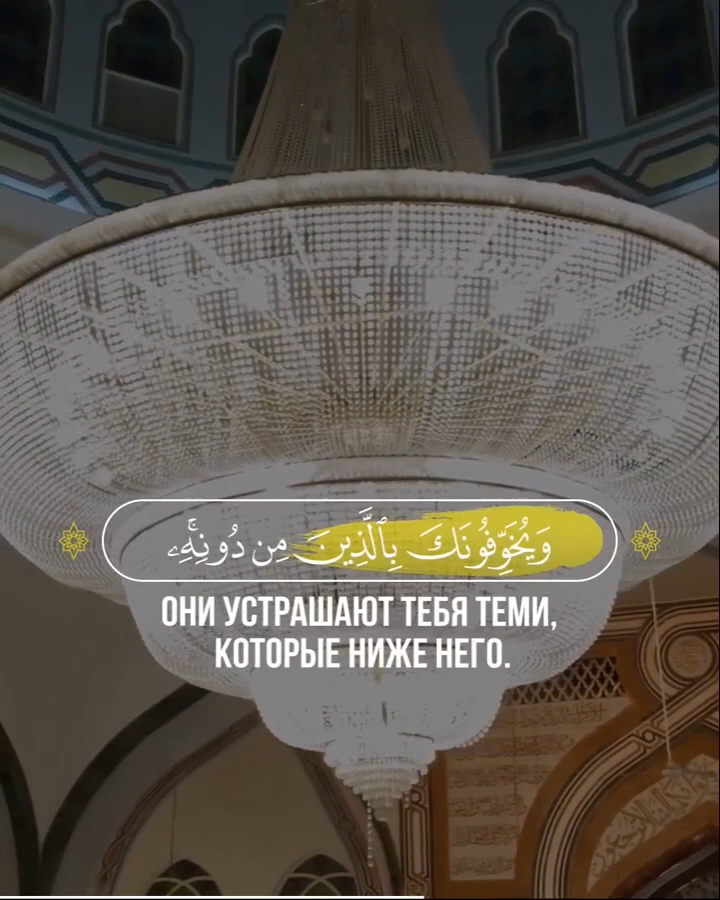 وَيُخَوِّفُونَكَ بِٱلَّذِينَ مِن دُونِهِۦۚ
ОНИ УСТРАШАЮТ ТЕБЯ ТЕМИ,
КОТОРЫЕ НИЖЕ НЕГО.